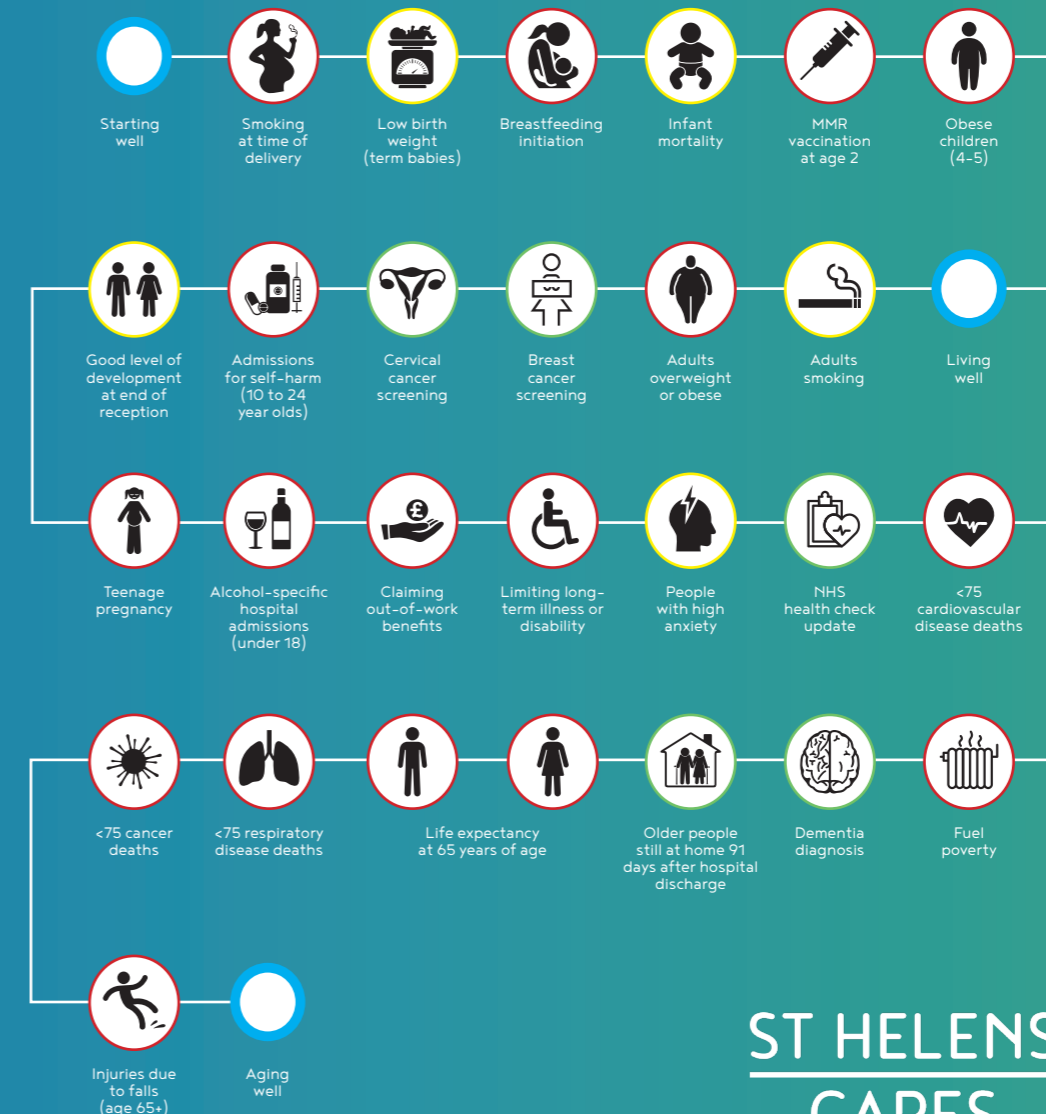 Starting
well
Smoking
at time of
delivery
Low birth
weight
(term babies)
Breastfeeding
initiation
Infant
mortality
MMR
vaccination
at age 2
Obese
children
(4-5)
Good level of
development
at end of
reception
Admissions
for self-harm
(10 to 24
year olds)
Cervical
cancer
screening
Breast
cancer
screening
Adults
overweight
or obese
Adults
smoking
Living
well
Teenage
pregnancy
Alcohol-specific
hospital
admissions
(under 18)
£
Claiming
out-of-work
benefits
Limiting long-
term illness or
disability
People
with high
anxiety
NHS
health check
update
<75
cardiovascular
disease deaths
<75 cancer
deaths
<75 respiratory
disease deaths
Life expectancy
at 65 years of age
Older people
still at home 91
days after hospital
discharge
Dementia
diagnosis
Fuel
poverty
Injuries due
to falls
(age 65+)
Aging
well
ST HELENS
CARES